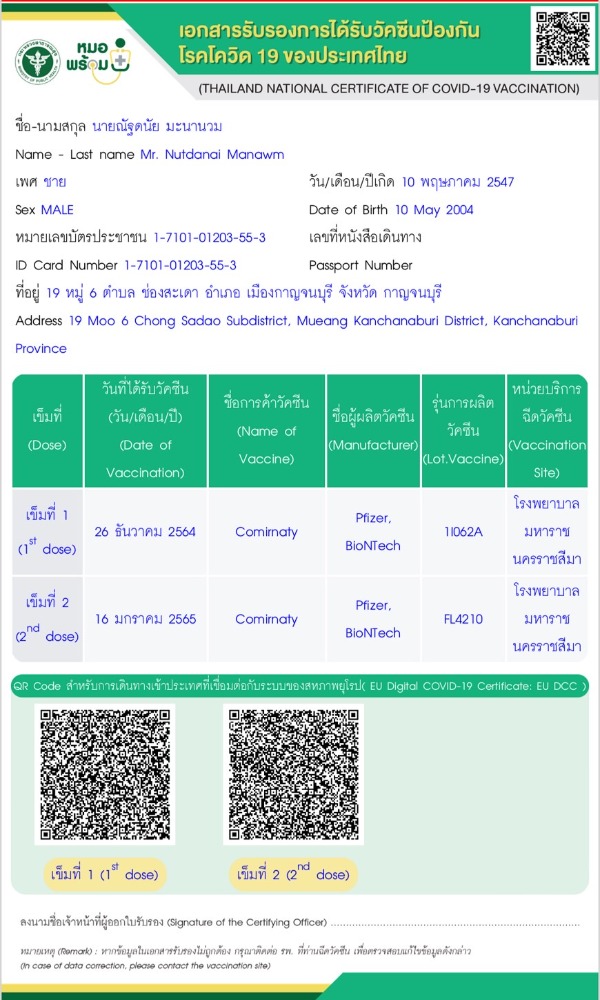 กระทรวงสาธารณสุข
MINISTRY OF PUBLIC HEALTH
หมอ
พร้อม
เอกสารรับรองการได้รับวัคซีนป้องกัน
โรคโควิด 19 ของประเทศไทย
(THAILAND NATIONAL CERTIFICATE OF COVID-19 VACCINATION)
ชื่อ-นามสกุล นายณัฐดนัย มะนานวม
Name - Last name Mr. Nutdanai Manawm
เพศ ชาย
วัน/เดือน/ปีเกิด 10 พฤษภาคม 2547
Sex MALE
Date of Birth 10 May 2004
หมายเลขบัตรประชาชน 1-7101-01203-55-3
เลขที่หนังสือเดินทาง
ID Card Number 1-7101-01203-55-3
Passport Number
ที่อยู่ 19 หมู่ 6 ตำบล ช่องสะเดา อำเภอ เมืองกาญจนบุรี จังหวัด กาญจนบุรี
Address 19 Moo 6 Chong Sadao Subdistrict, Mueang Kanchanaburi District, Kanchanaburi
Province
เข็มที่
(Dose)
วันที่ได้รับวัคซีน
(วัน/เดือน/ปี)
(Date of
Vaccination)
ชื่อการค้าวัคซีน
(Name of
Vaccine)
ชื่อผู้ผลิตวัคซีน
(Manufacturer)
รุ่นการผลิต
วัคซีน
(Lot.Vaccine)
หน่วยบริการ
ฉีดวัคซีน
(Vaccination
Site)
เข็มที่ 1
(1st dose)
26 ธันวาคม 2564
Comirnaty
Pfizer,
BioNTech
1I062A
โรงพยาบาล
มหาราช
นครราชสีมา
เข็มที่ 2
(2nd dose)
16 มกราคม 2565
Comirnaty
Pfizer,
BioNTech
FL4210
โรงพยาบาล
มหาราช
นครราชสีมา
QR Code สำหรับการเดินทางเข้าประเทศที่เชื่อมต่อกับระบบของสหภาพยุโรป( EU Digital COVID-19 Certificate: EU DCC )
เข็มที่ 1 (1st dose)
เข็มที่ 2 (2nd dose)
ลงนามชื่อเจ้าหน้าที่ผู้ออกใบรับรอง (Signature of the Certifying Officer) ........................
หมายเหตุ (Remark) : หากข้อมูลในเอกสารรับรองไม่ถูกต้อง กรุณาติดต่อ รพ. ที่ท่านฉีดวัคซีน เพื่อตรวจสอบแก้ไขข้อมูลดังกล่าว
(In case of data correction, please contact the vaccination site)